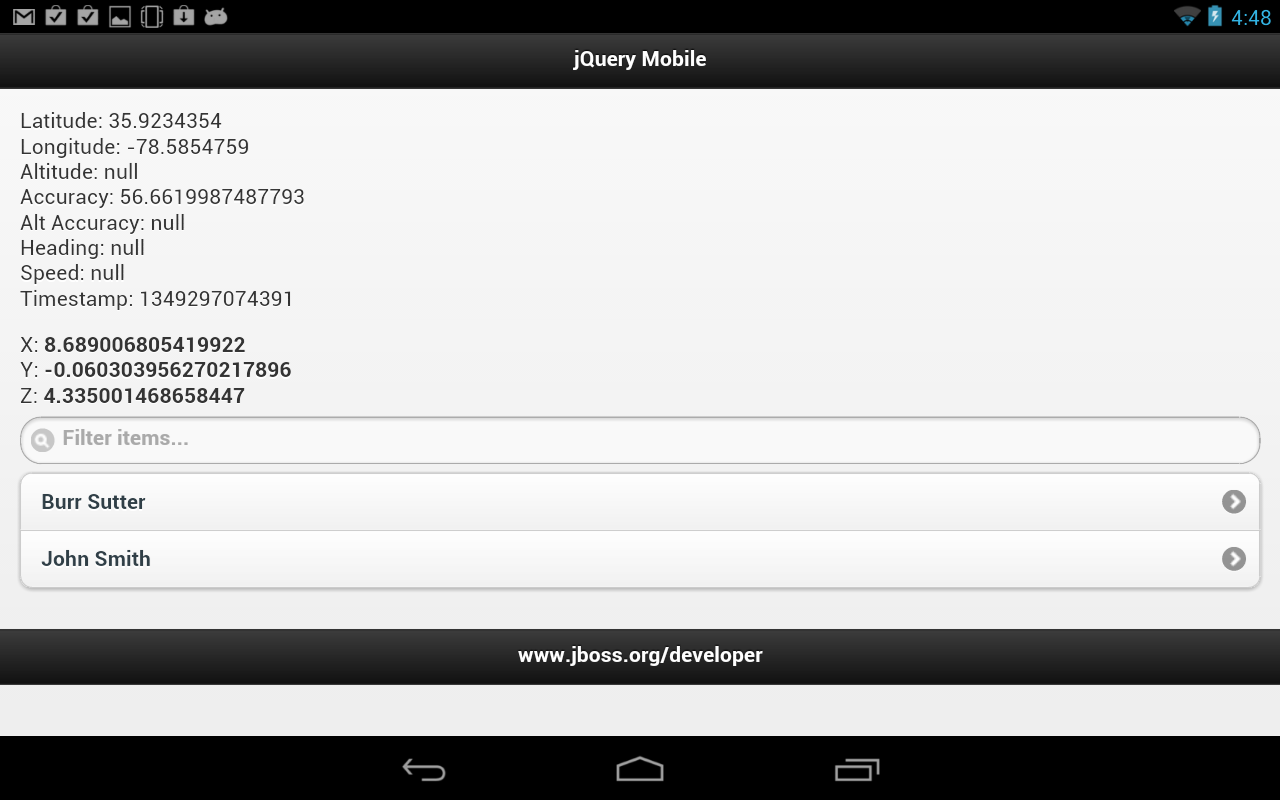 4:48
jQuery Mobile
Latitude: 35.9234354
Longitude: -78.5854759
Altitude: null
Accuracy: 56.6619987487793
Alt Accuracy: null
Heading: null
Speed: null
Timestamp: 1349297074391
X: 8.689006805419922
Y: -0.060303956270217896
Z: 4.335001468658447
Filter items...
Burr Sutter
John Smith
www.jboss.org/developer